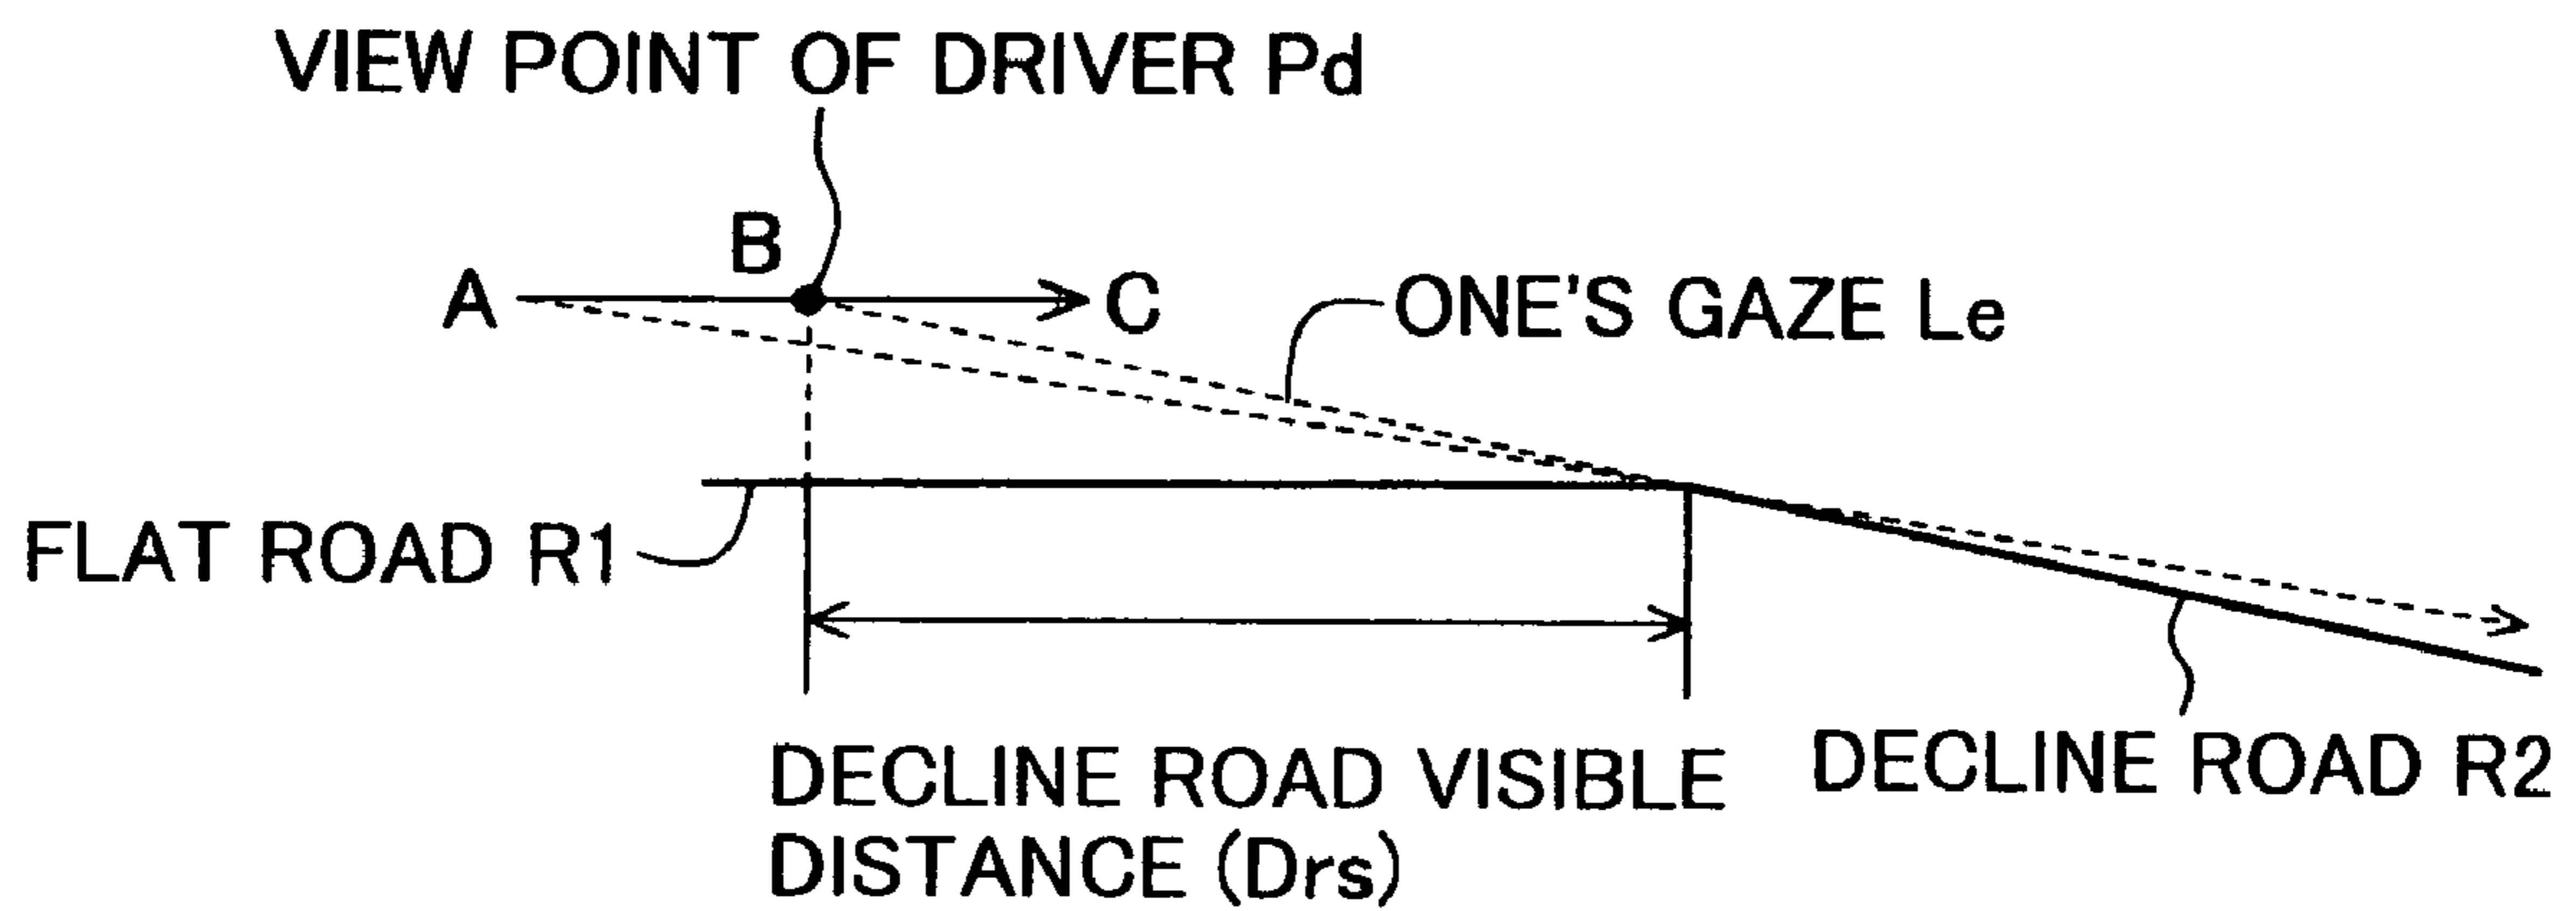 VIEW POINT OF DRIVER Pd
B
A
C
ONE'S GAZE Le
FLAT ROAD R1
DECLINE ROAD VISIBLE
DISTANCE (Drs)
DECLINE ROAD R2